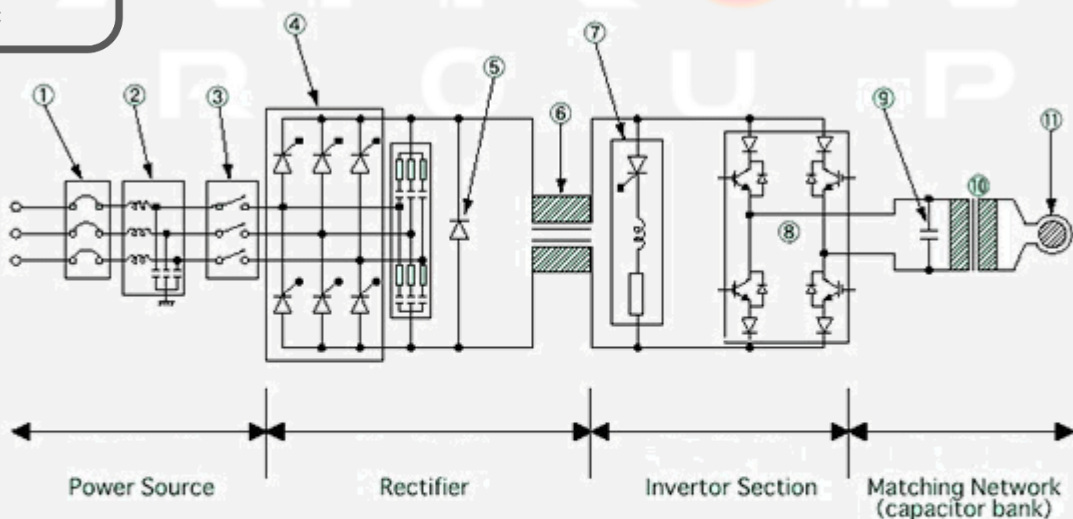 R O U P
④
⑦
①
②
③
⑤
⑥
⑨
⑩
⑪
⑧
Power Source
Rectifier
Invertor Section
Matching Network
(capacitor bank)